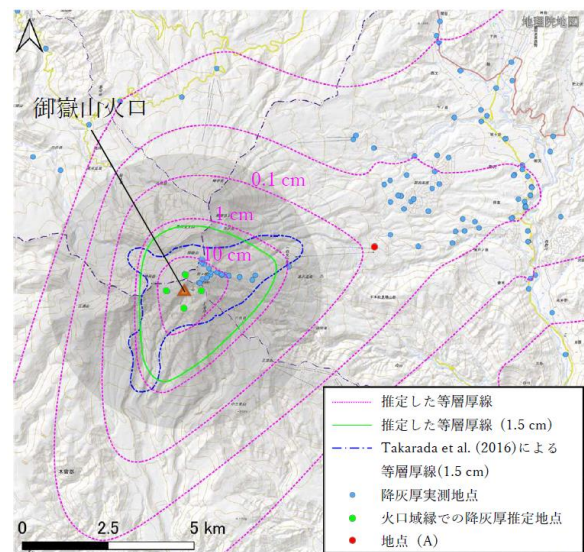 地理院地図
御嶽山火口
0.1 cm
1 cm
10 cm
推定した等層厚線
推定した等層厚線 (1.5 cm)
Takarada et al. (2016)による
等層厚線(1.5 cm)
降灰厚実測地点
火口域縁での降灰厚推定地点
地点（A）
0 2.5 5 km